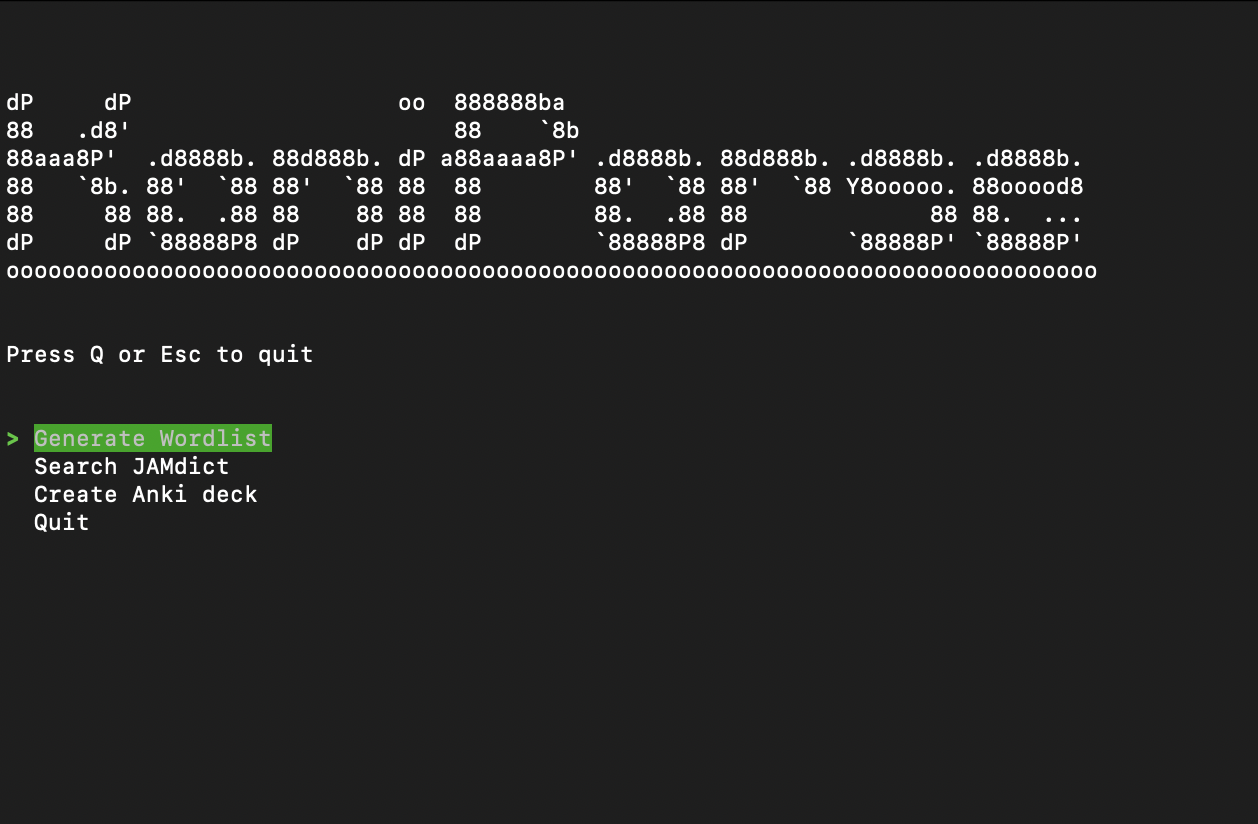 dP     dP                   oo  888888ba
88   .d8'                       88    `8b
88aaa8P'  .d8888b. 88d888b. dP a88aaaa8P' .d8888b. 88d888b. .d8888b. .d8888b.
88   `8b. 88'  `88 88'  `88 88  88        88'  `88 88'  `88 Y8ooooo. 88ooood8
88     88 88.  .88 88    88 88  88        88.  .88 88             88 88.  ...
dP     dP `88888P8 dP    dP dP  dP        `88888P8 dP       `88888P' `88888P'
oooooooooooooooooooooooooooooooooooooooooooooooooooooooooooooooooooooooooooooo
Press Q or Esc to quit
> Generate Wordlist
Search JAMdict
Create Anki deck
Quit